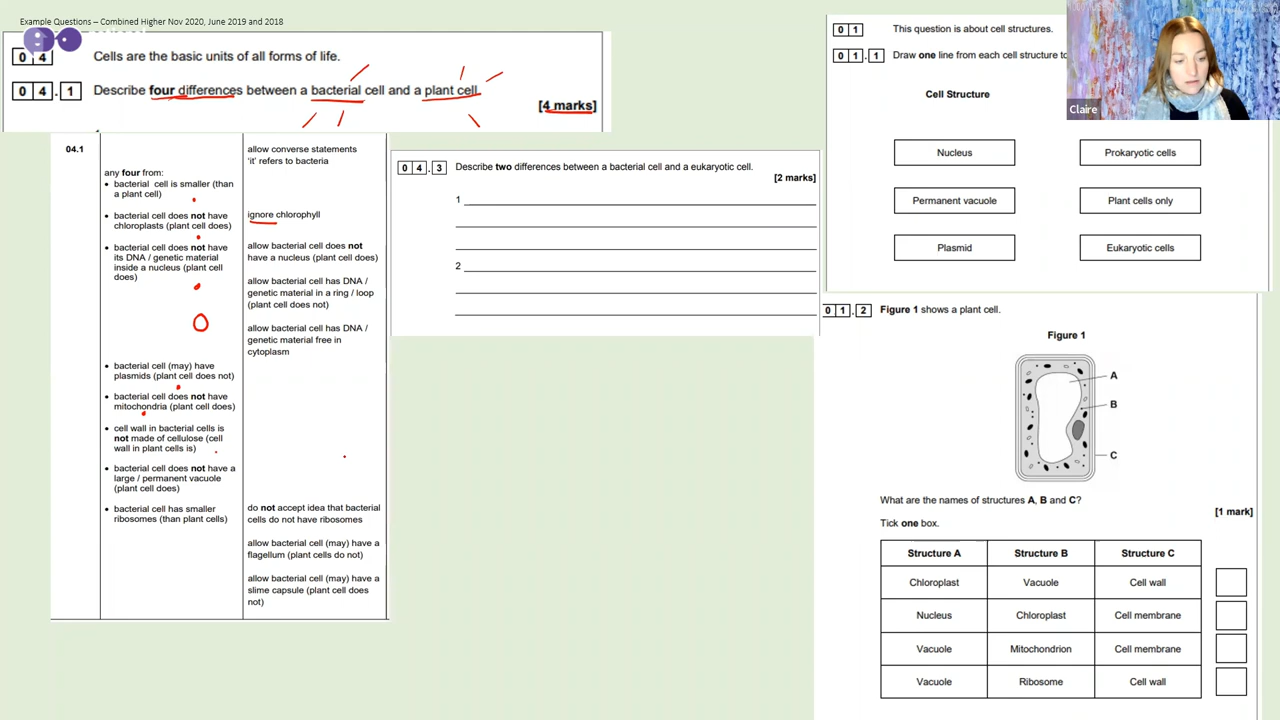 Example Questions – Combined Higher Nov 2020, June 2019 and 2018
0 4 Cells are the basic units of all forms of life.
0 4 . 1 Describe four differences between a bacterial cell and a plant cell.
[4 marks]
04.1
any four from:
• bacterial cell is smaller (than
a plant cell)
• bacterial cell does not have
chloroplasts (plant cell does)
• bacterial cell does not have
its DNA / genetic material
inside a nucleus (plant cell
does)
• bacterial cell (may) have
plasmids (plant cell does not)
• bacterial cell does not have
mitochondria (plant cell does)
• cell wall in bacterial cells is
not made of cellulose (cell
wall in plant cells is)
• bacterial cell does not have a
large / permanent vacuole
(plant cell does)
• bacterial cell has smaller
ribosomes (than plant cells)
allow converse statements
'it' refers to bacteria
ignore chlorophyll
allow bacterial cell does not
have a nucleus (plant cell does)
allow bacterial cell has DNA /
genetic material in a ring / loop
(plant cell does not)
allow bacterial cell has DNA /
genetic material free in
cytoplasm
do not accept idea that bacterial
cells do not have ribosomes
allow bacterial cell (may) have a
flagellum (plant cells do not)
allow bacterial cell (may) have a
slime capsule (plant cell does
not)
0 4 . 3 Describe two differences between a bacterial cell and a eukaryotic cell.
[2 marks]
1
2
0 1 This question is about cell structures.
0 1 . 1 Draw one line from each cell structure to
Cell Structure
Nucleus Prokaryotic cells
Permanent vacuole Plant cells only
Plasmid Eukaryotic cells
0 1 . 2 Figure 1 shows a plant cell.
Figure 1
A
B
C
What are the names of structures A, B and C?
[1 mark]
Tick one box.
Structure A Structure B Structure C
Chloroplast Vacuole Cell wall
Nucleus Chloroplast Cell membrane
Vacuole Mitochondrion Cell membrane
Vacuole Ribosome Cell wall
Claire